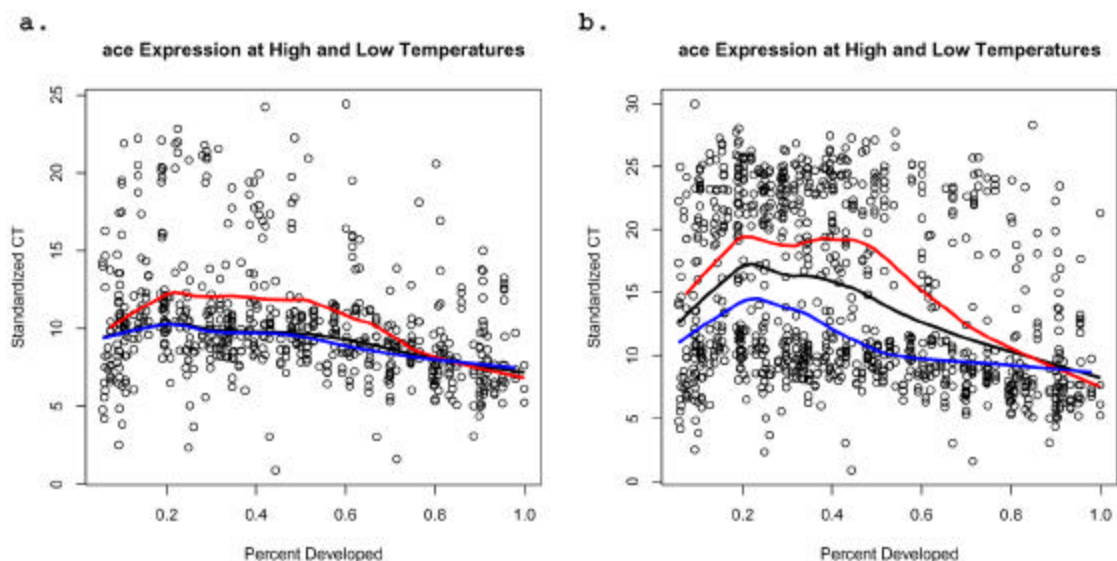 a.
ace Expression at High and Low Temperatures
25
20
15
10
5
0
Standardized CT
0.2 0.4 0.6 0.8 1.0
Percent Developed
b.
ace Expression at High and Low Temperatures
30
25
20
15
10
5
0
Standardized CT
0.2 0.4 0.6 0.8 1.0
Percent Developed